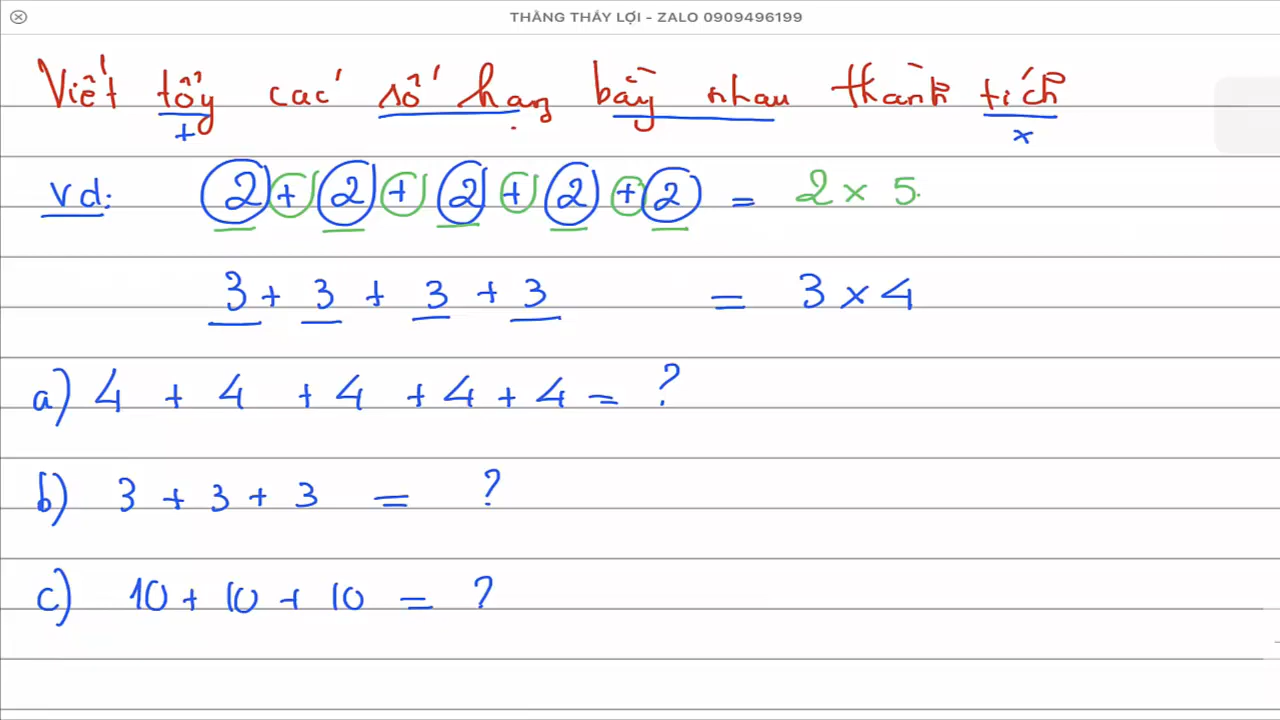 THẰNG THẦY LỢI - ZALO 0909496199
Viết tổng các số hạng bằng nhau thành tích
+ x
Vd: 2 + 2 + 2 + 2 + 2 = 2 x 5
3 + 3 + 3 + 3 = 3 x 4
a) 4 + 4 + 4 + 4 + 4 = ?
b) 3 + 3 + 3 = ?
c) 10 + 10 + 10 = ?